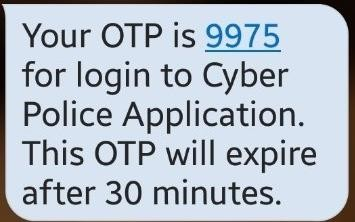 Your OTP is 9975
for login to Cyber
Police Application.
This OTP will expire
after 30 minutes.